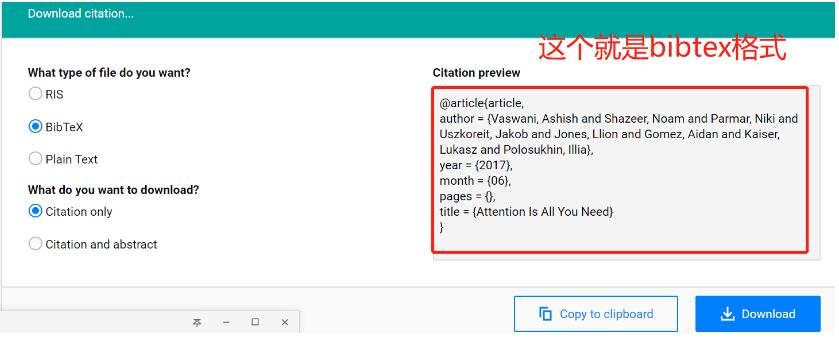 Download citation...
这个就是bibtex格式
What type of file do you want?
RIS
BibTeX
Plain Text
What do you want to download?
Citation only
Citation and abstract
Citation preview
@article{article,
author = {Vaswani, Ashish and Shazeer, Noam and Parmar, Niki and
Uszkoreit, Jakob and Jones, Llion and Gomez, Aidan and Kaiser,
Lukasz and Polosukhin, Illia},
year = {2017},
month = {06},
pages = {},
title = {Attention Is All You Need}
}
Copy to clipboard
Download